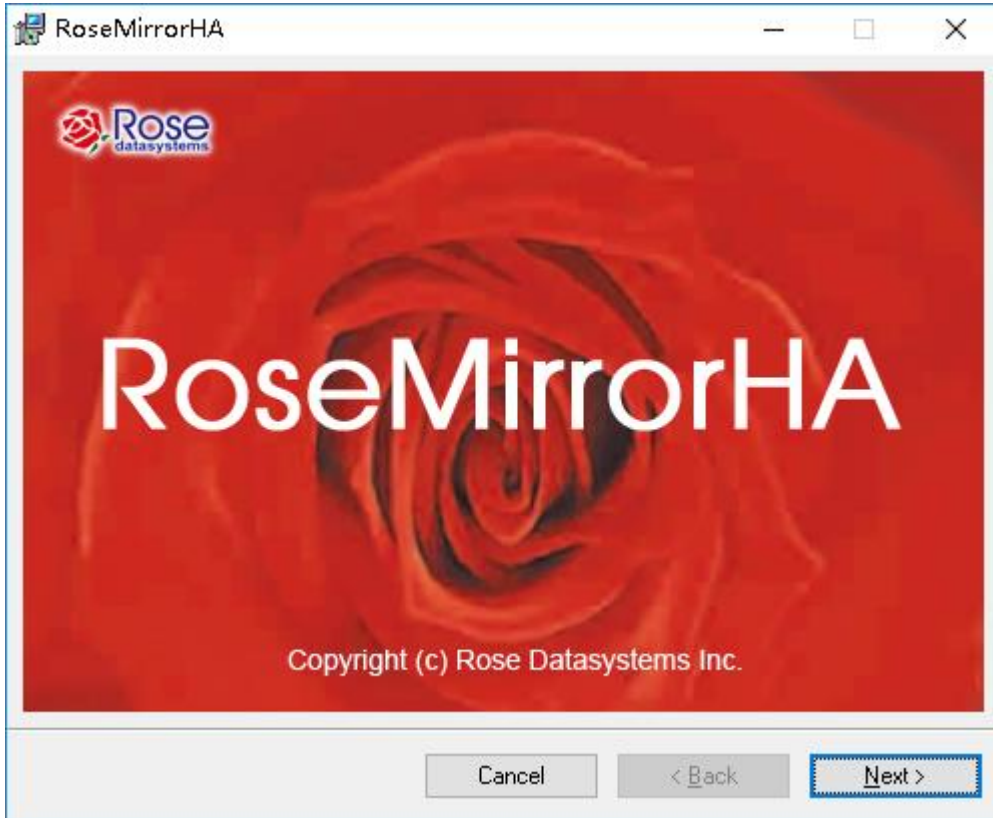 RoseMirrorHA
Rose
datasystems
RoseMirrorHA
Copyright (c) Rose Datasystems Inc.
Cancel
< Back
Next >